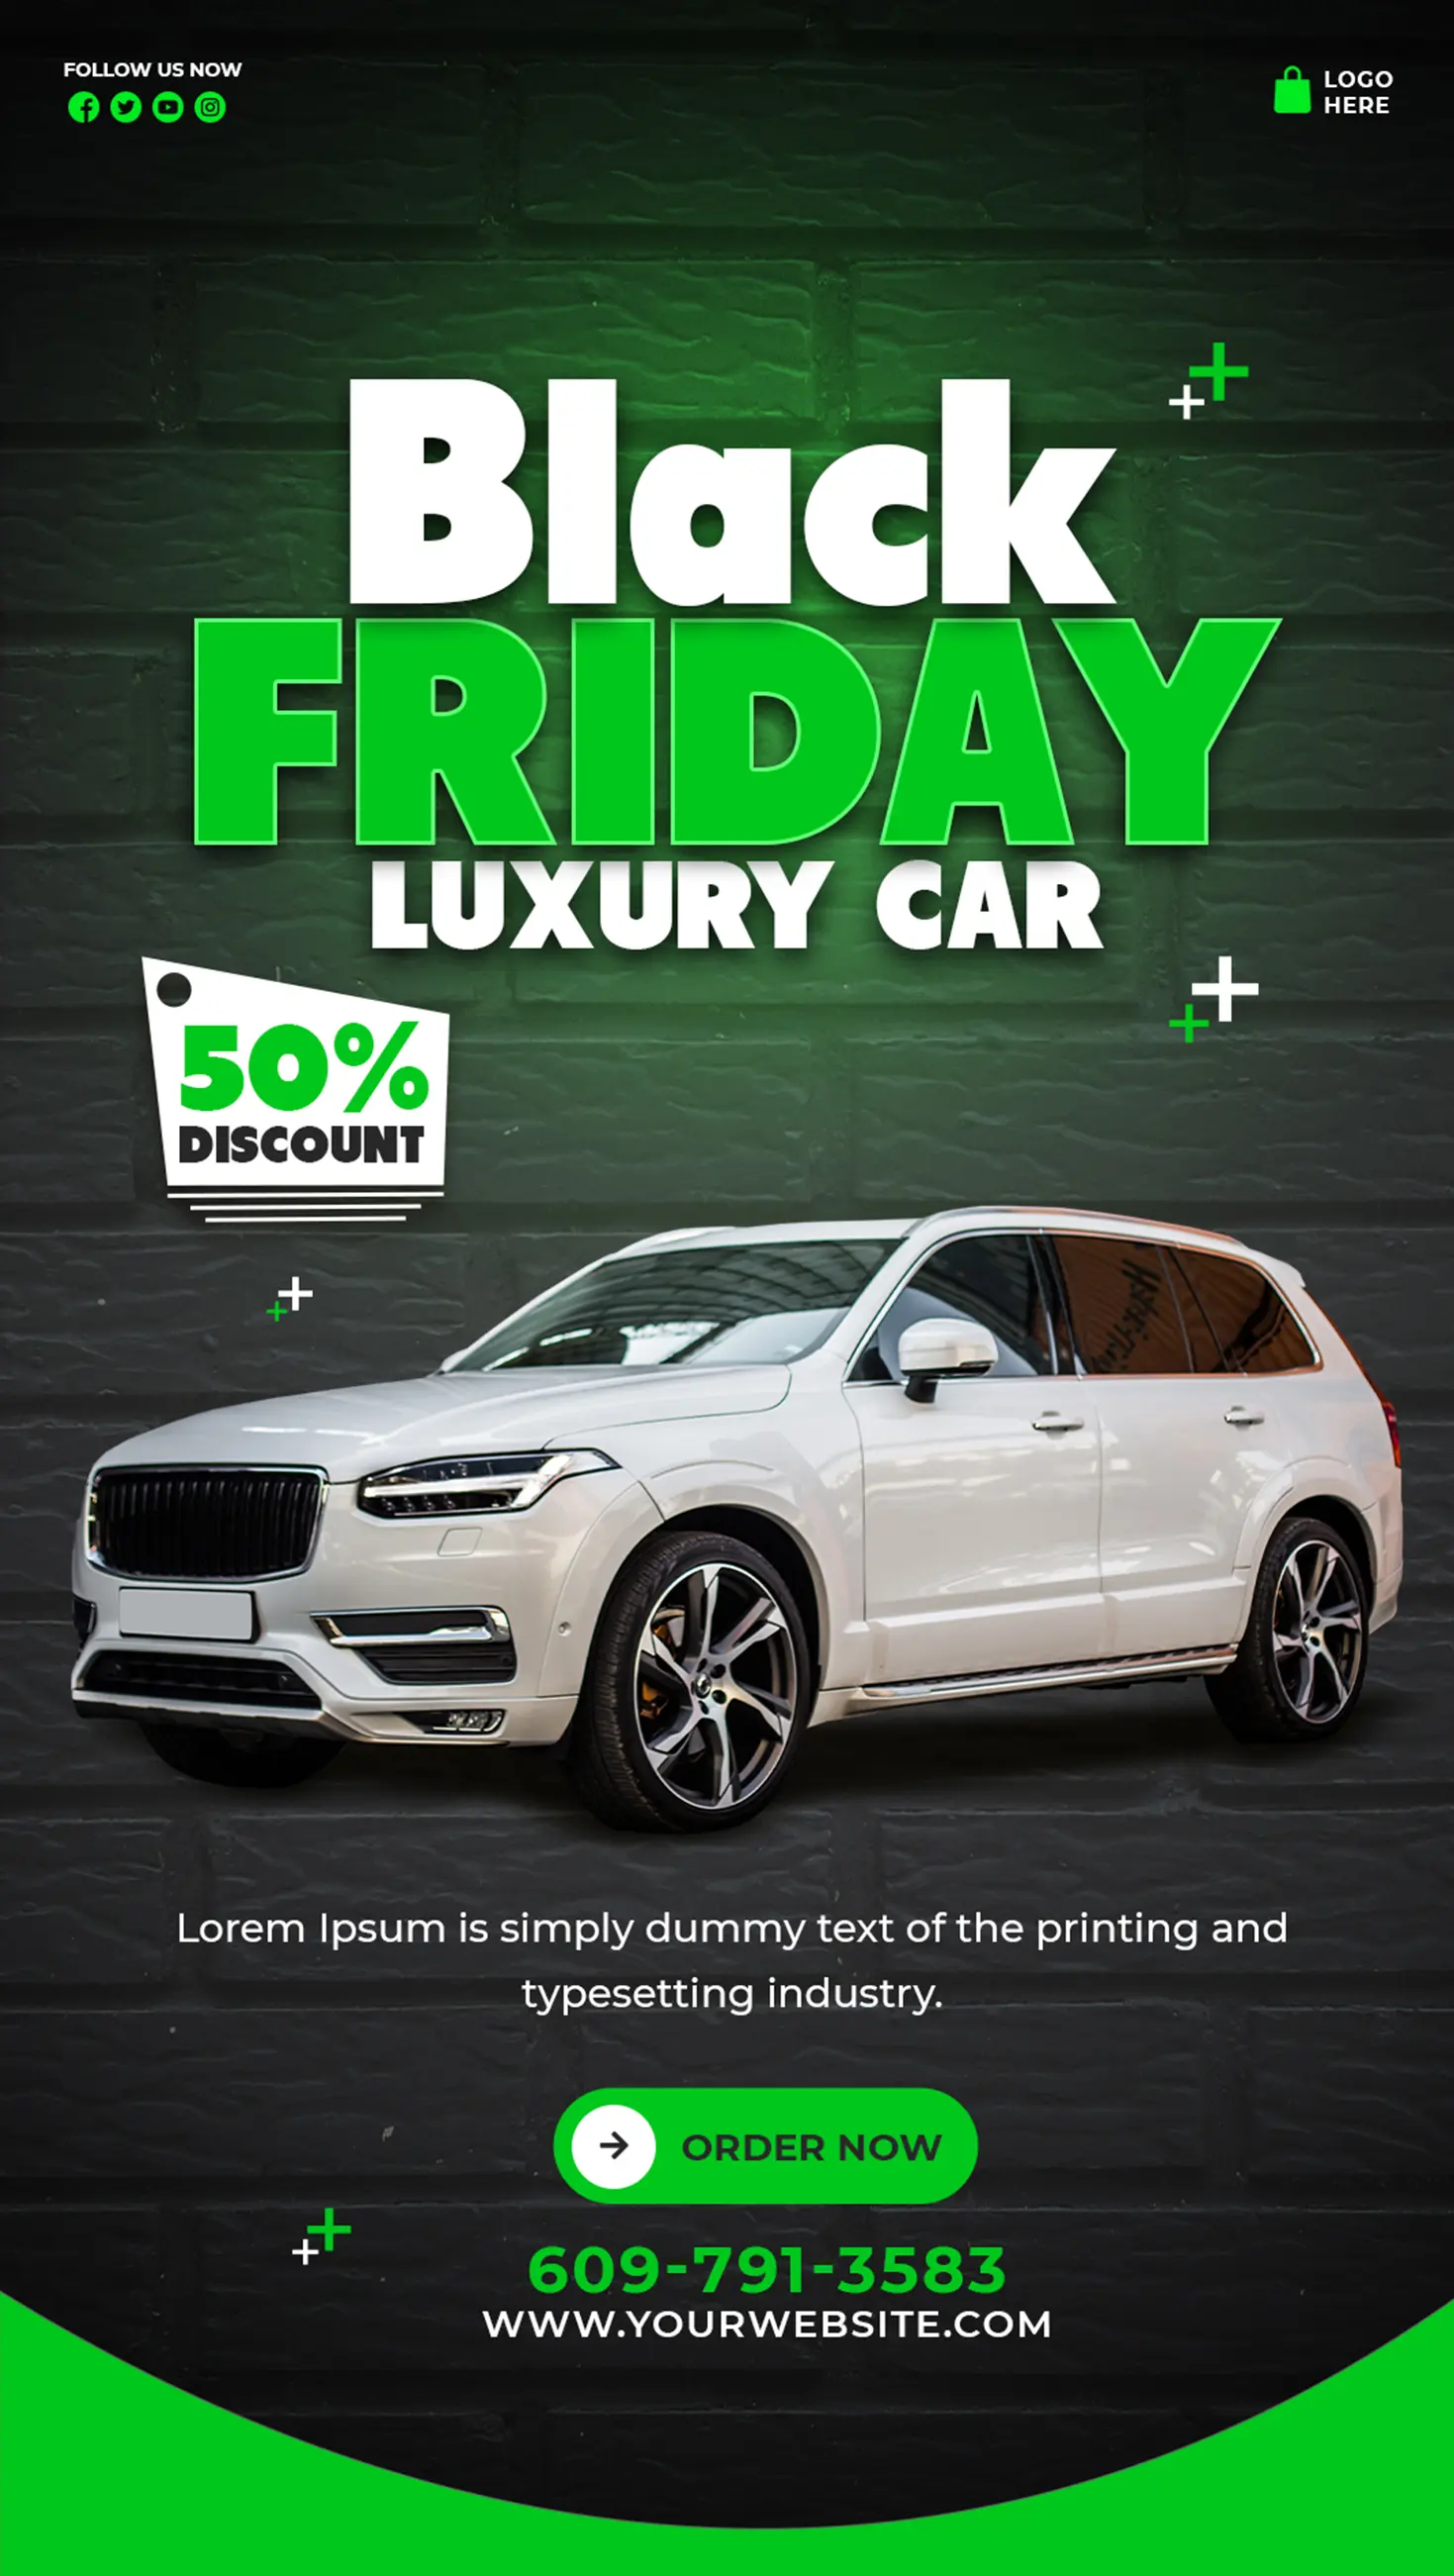 FOLLOW US NOW
LOGO
HERE
Black
FRIDAY
LUXURY CAR
50%
DISCOUNT
Lorem Ipsum is simply dummy text of the printing and
typesetting industry.
ORDER NOW
609-791-3583
WWW.YOURWEBSITE.COM